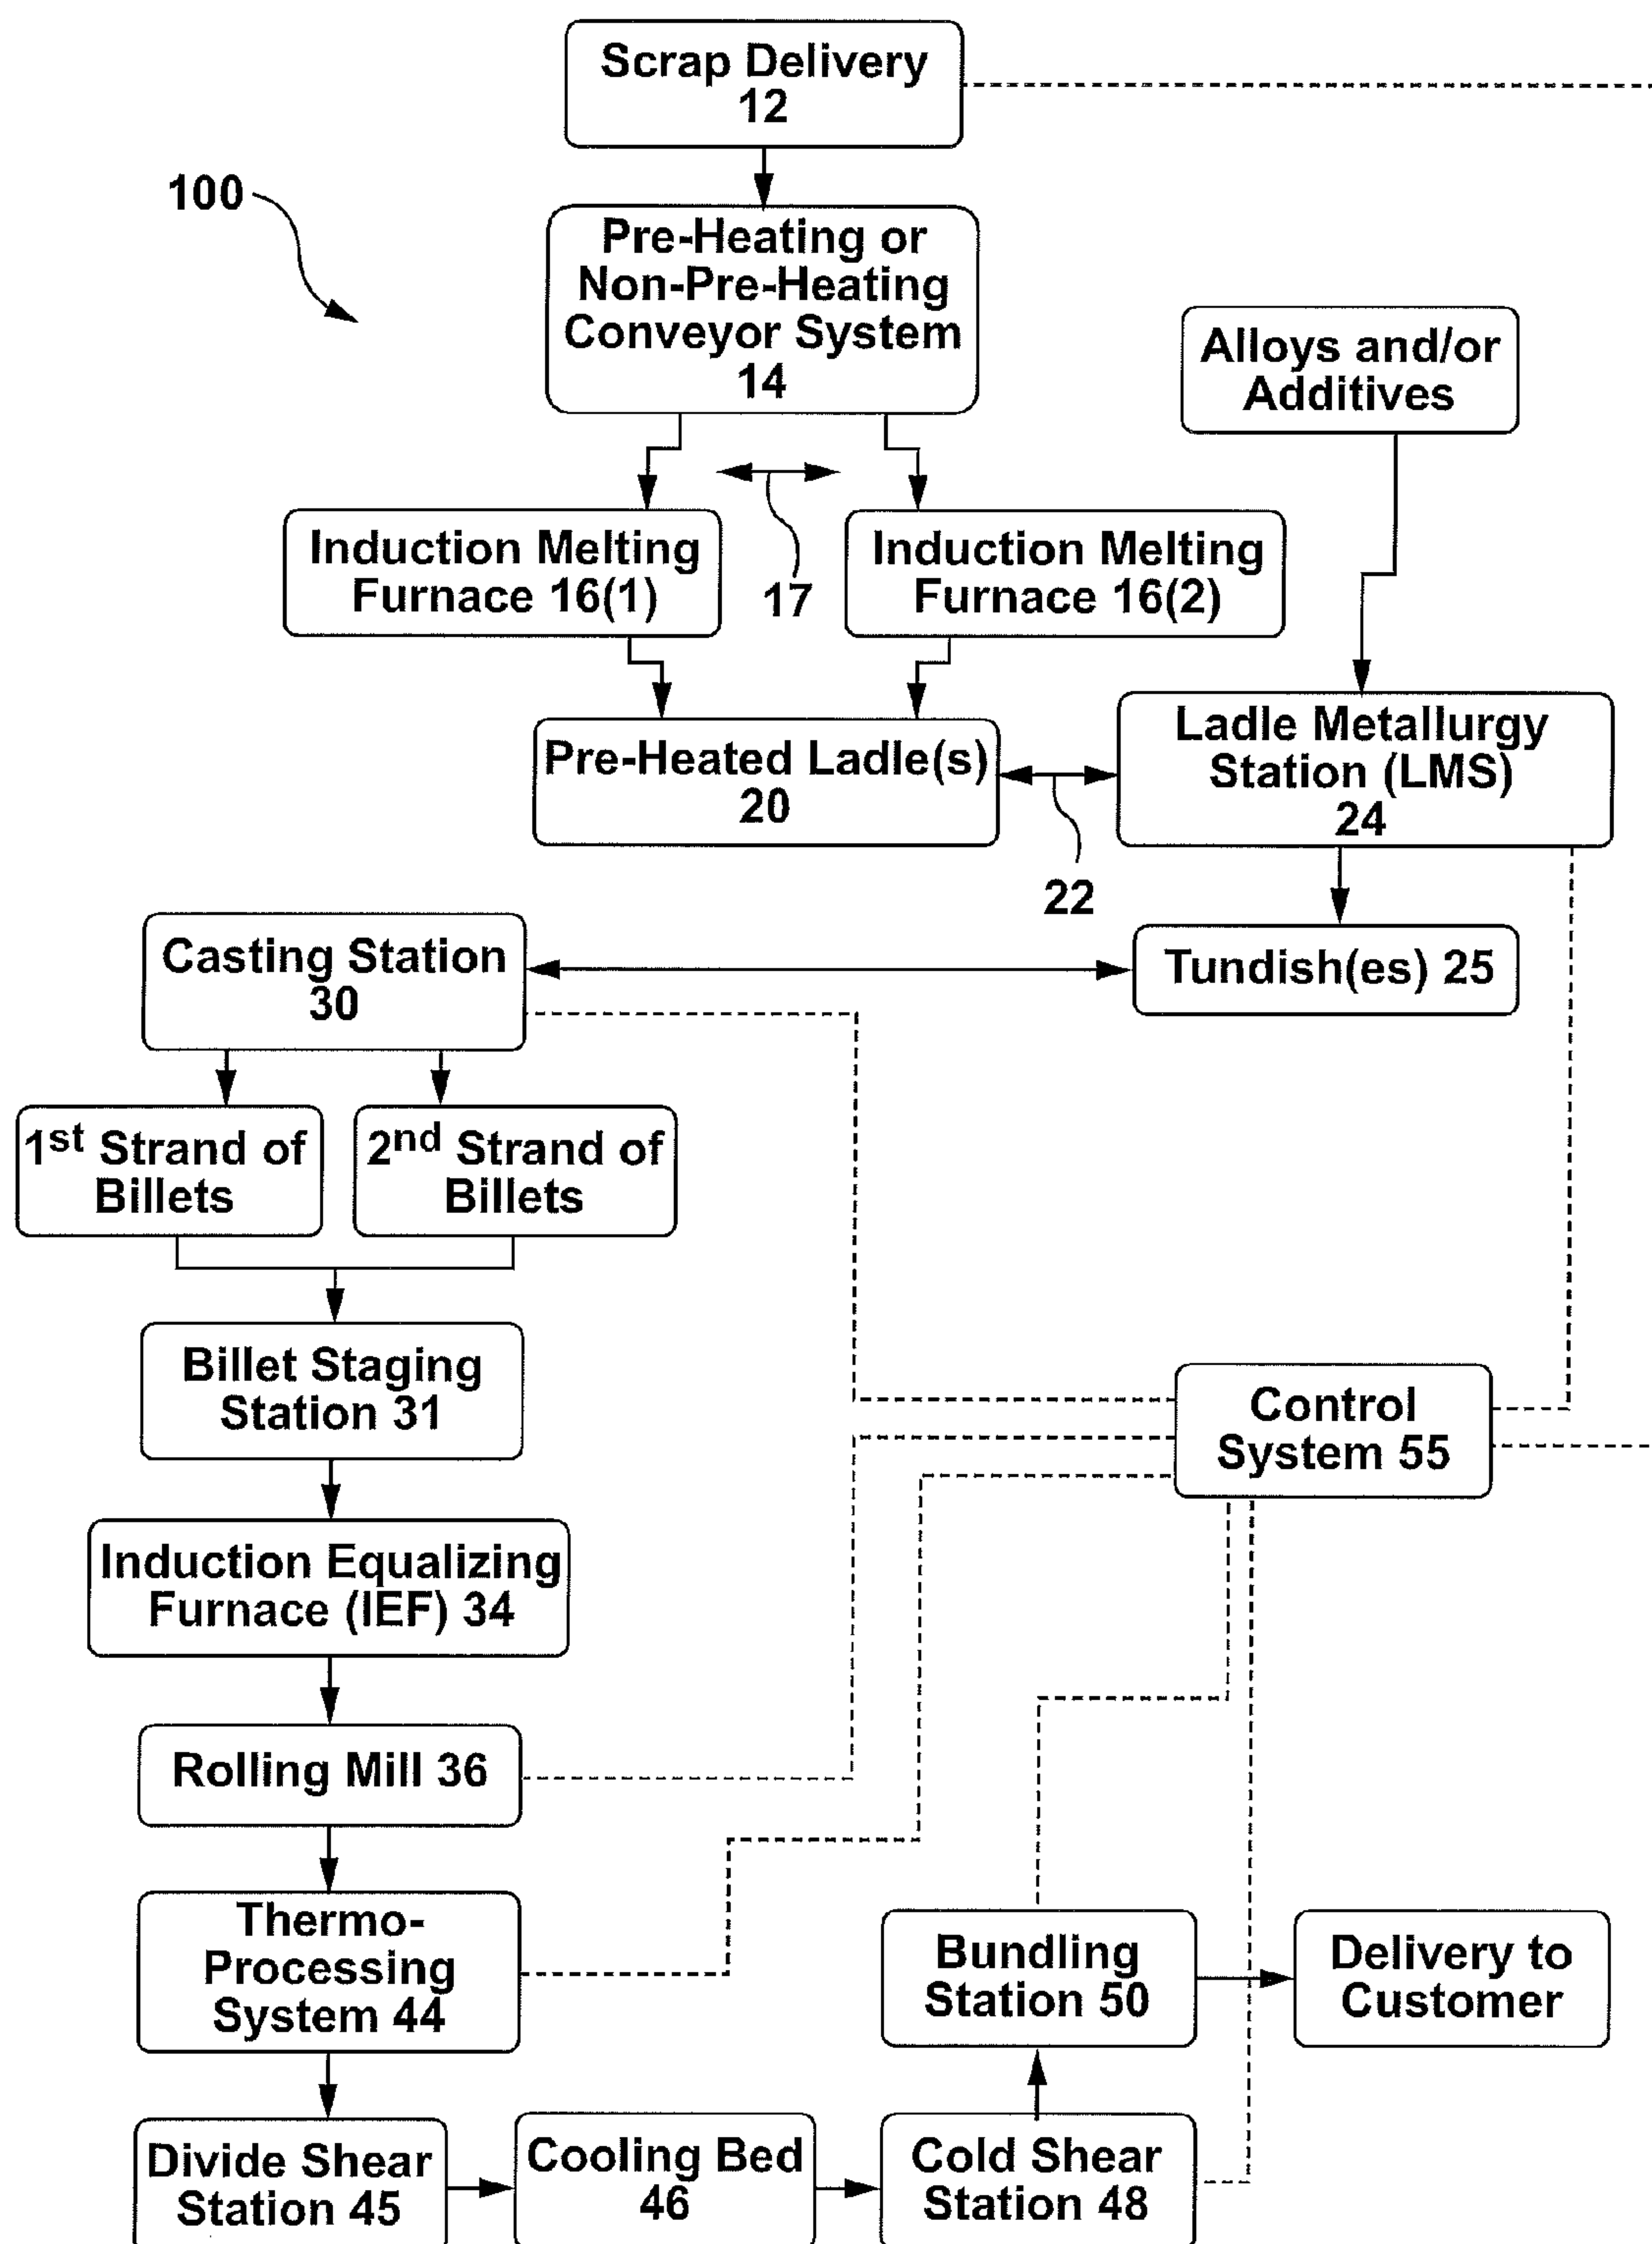 Scrap Delivery
12
100
Pre-Heating or
Non-Pre-Heating
Conveyor System
14
Alloys and/or
Additives
Induction Melting
Furnace 16(1)
17
Induction Melting
Furnace 16(2)
Pre-Heated Ladle(s)
20
22
Ladle Metallurgy
Station (LMS)
24
Casting Station
30
Tundish(es) 25
1st Strand of
Billets
2nd Strand of
Billets
Billet Staging
Station 31
Control
System 55
Induction Equalizing
Furnace (IEF) 34
Rolling Mill 36
Thermo-
Processing
System 44
Bundling
Station 50
Delivery to
Customer
Divide Shear
Station 45
Cooling Bed
46
Cold Shear
Station 48